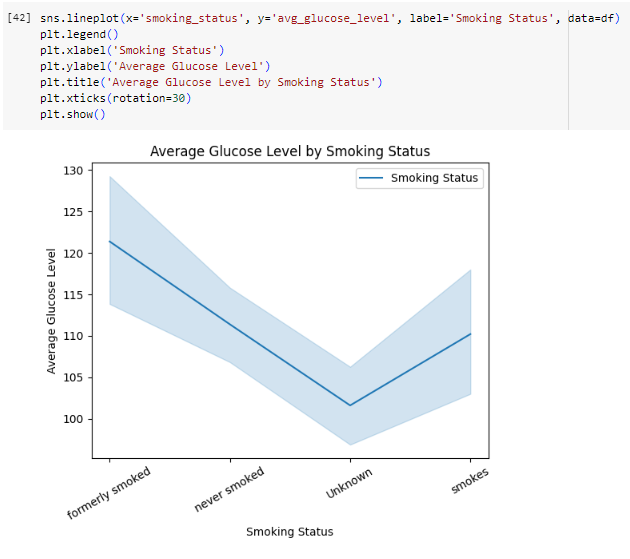 [42] sns.lineplot(x='smoking_status', y='avg_glucose_level', label='Smoking Status', data=df)
plt.legend()
plt.xlabel('Smoking Status')
plt.ylabel('Average Glucose Level')
plt.title('Average Glucose Level by Smoking Status')
plt.xticks(rotation=30)
plt.show()
Average Glucose Level by Smoking Status
Smoking Status
130
125
120
115
110
105
100
Average Glucose Level
formerly smoked
never smoked
Unknown
smokes
Smoking Status